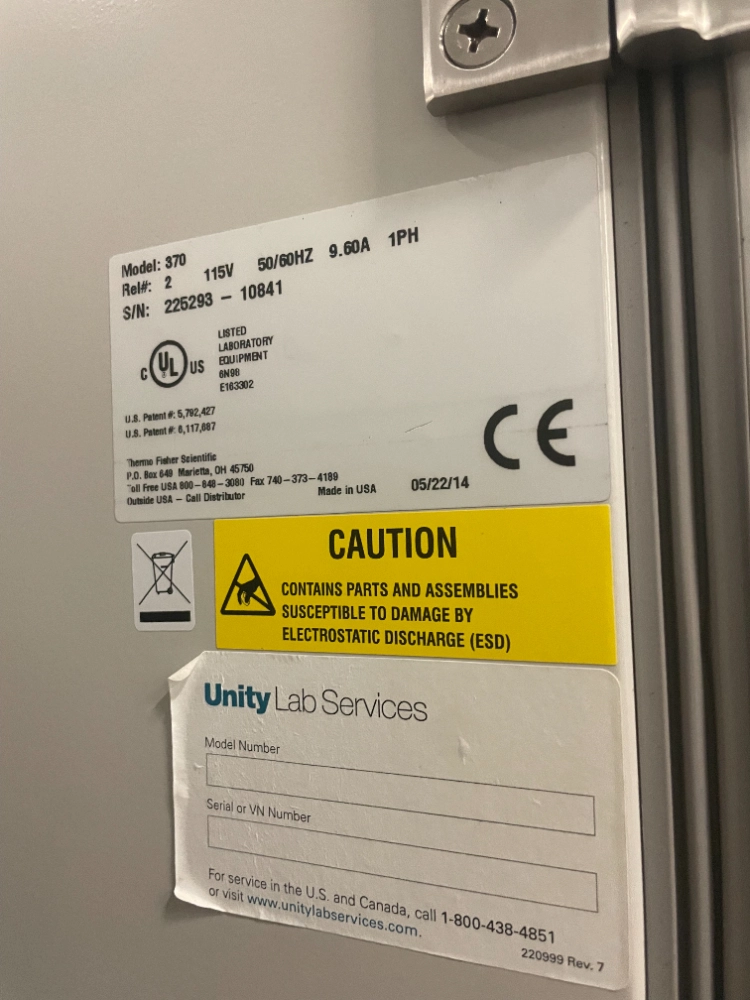 Model: 370
Rel#: 2 115V 50/60HZ 9.60A 1PH
S/N: 225293 - 10841
C UL US
LISTED
LABORATORY
EQUIPMENT
6N98
E163302
U.S. Patent #: 5,792,427
U.S. Patent #: 6,117,687
Thermo Fisher Scientific
P.O. Box 649 Marietta, OH 45750
Toll Free USA 800-848-3080 Fax 740-373-4189
Outside USA - Call Distributor Made in USA 05/22/14
CE
CAUTION
CONTAINS PARTS AND ASSEMBLIES
SUSCEPTIBLE TO DAMAGE BY
ELECTROSTATIC DISCHARGE (ESD)
Unity Lab Services
Model Number
Serial or VN Number
For service in the U.S. and Canada, call 1-800-438-4851
or visit www.unitylabservices.com.
220999 Rev. 7